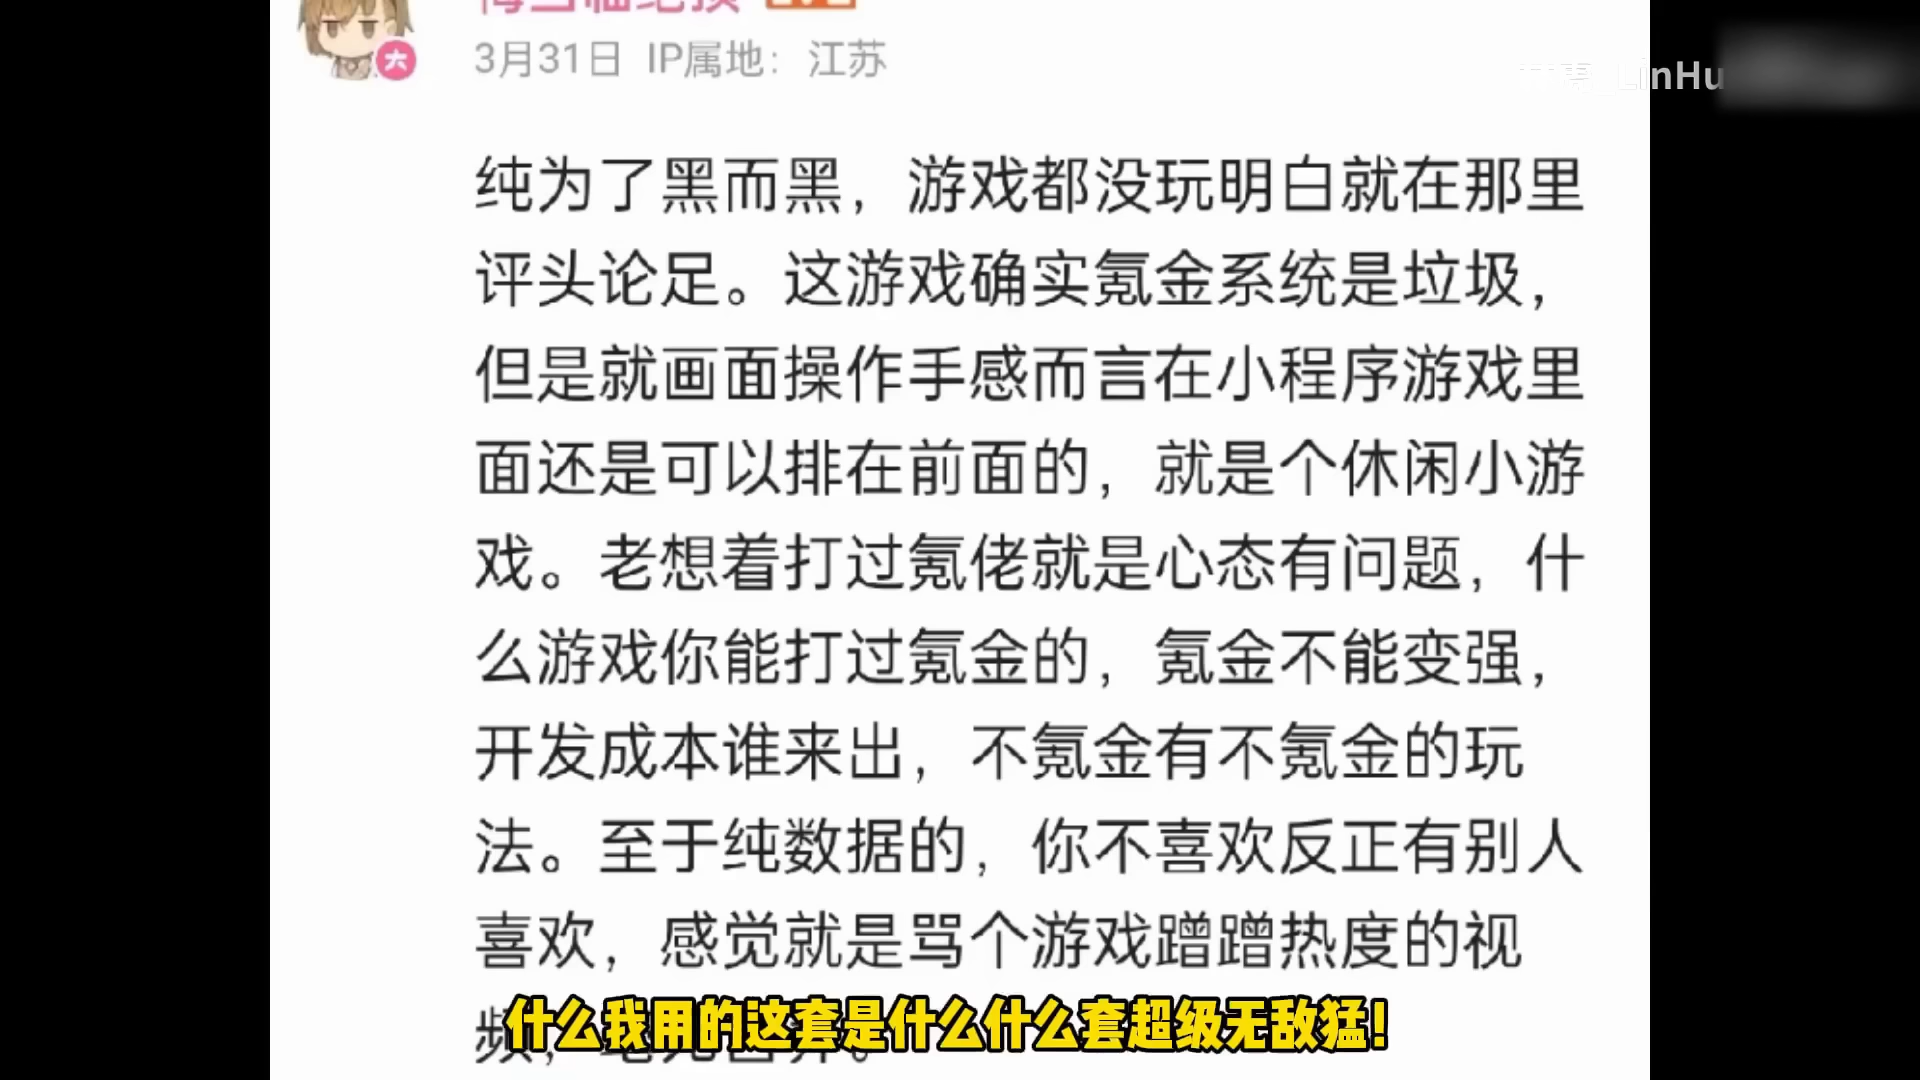 3月31日 IP属地：江苏
LinHu
纯为了黑而黑，游戏都没玩明白就在那里
评头论足。这游戏确实氪金系统是垃圾，
但是就画面操作手感而言在小程序游戏里
面还是可以排在前面的，就是个休闲小游
戏。老想着打过氪佬就是心态有问题，什
么游戏你能打过氪金的，氪金不能变强，
开发成本谁来出，不氪金有不氪金的玩
法。至于纯数据的，你不喜欢反正有别人
喜欢，感觉就是骂个游戏蹭蹭热度的视
频，
什么我用的这套是什么什么套超级无敌猛！